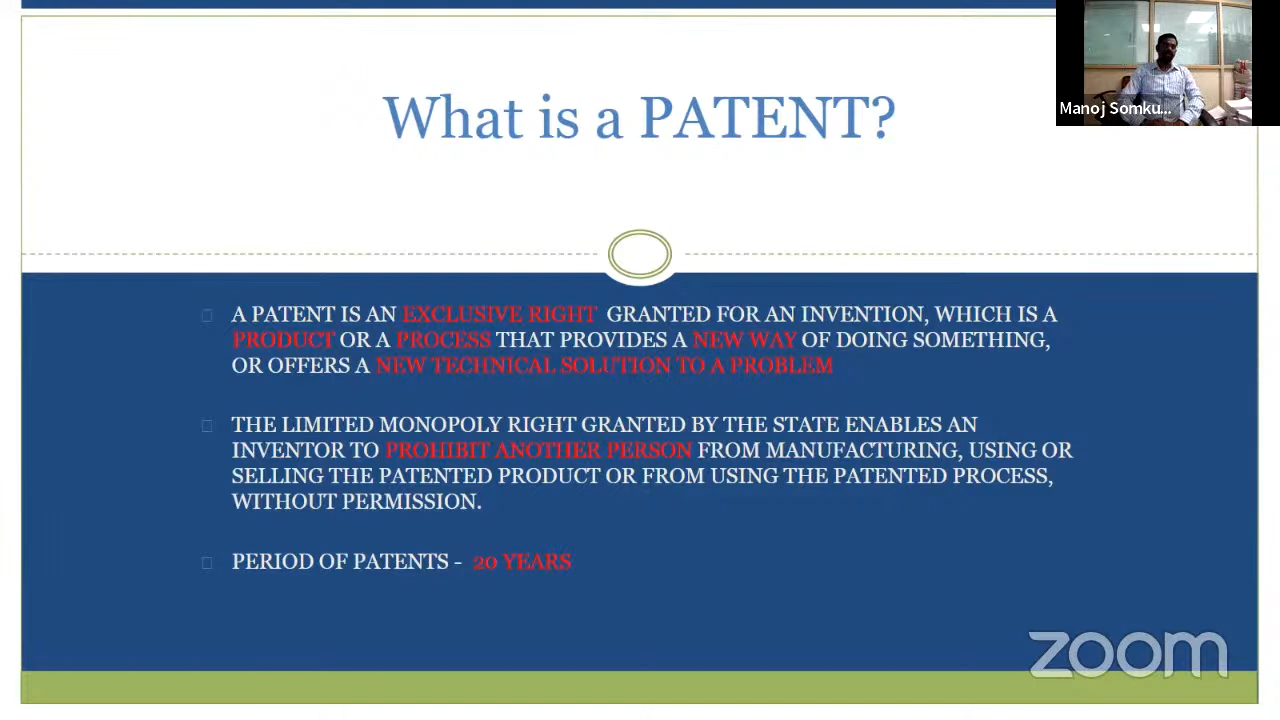 What is a PATENT?
Manoj Somku...
A PATENT IS AN EXCLUSIVE RIGHT GRANTED FOR AN INVENTION, WHICH IS A
PRODUCT OR A PROCESS THAT PROVIDES A NEW WAY OF DOING SOMETHING,
OR OFFERS A NEW TECHNICAL SOLUTION TO A PROBLEM
THE LIMITED MONOPOLY RIGHT GRANTED BY THE STATE ENABLES AN
INVENTOR TO PROHIBIT ANOTHER PERSON FROM MANUFACTURING, USING OR
SELLING THE PATENTED PRODUCT OR FROM USING THE PATENTED PROCESS,
WITHOUT PERMISSION.
PERIOD OF PATENTS - 20 YEARS
zoom